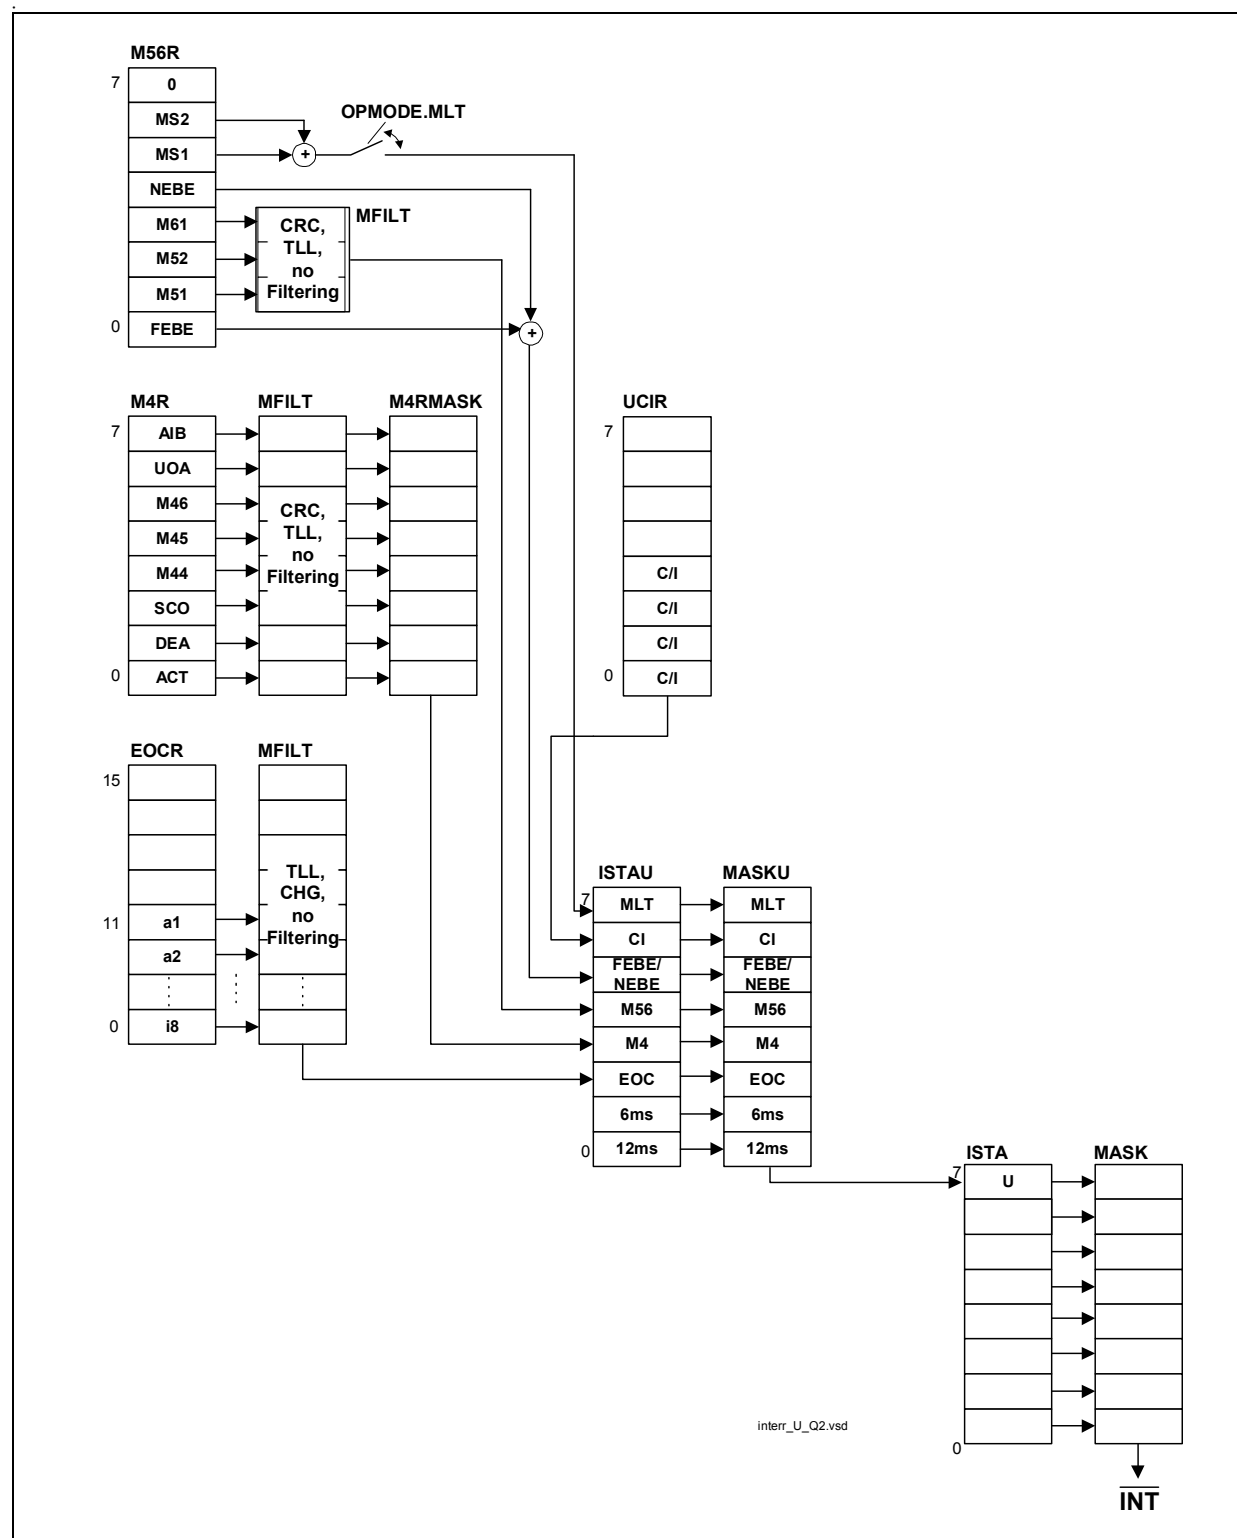 .
M56R
7
0
MS2
OPMODE.MLT
MS1
+
NEBE
M61
CRC,
TLL,
no
Filtering
MFILT
M52
M51
0
FEBE
+
M4R
MFILT
M4RMASK
UCIR
7
AIB
7
UOA
M46
CRC,
TLL,
no
Filtering
M45
M44
C/I
SCO
C/I
DEA
C/I
0
ACT
0
C/I
EOCR
MFILT
15
TLL,
CHG,
no
Filtering
11
a1
a2
0
i8
ISTAU
MASKU
7
MLT
MLT
CI
CI
FEBE/
NEBE
FEBE/
NEBE
M56
M56
M4
M4
EOC
EOC
6ms
6ms
0
12ms
12ms
ISTA
MASK
7
U
interr_U_Q2.vsd
0
INT